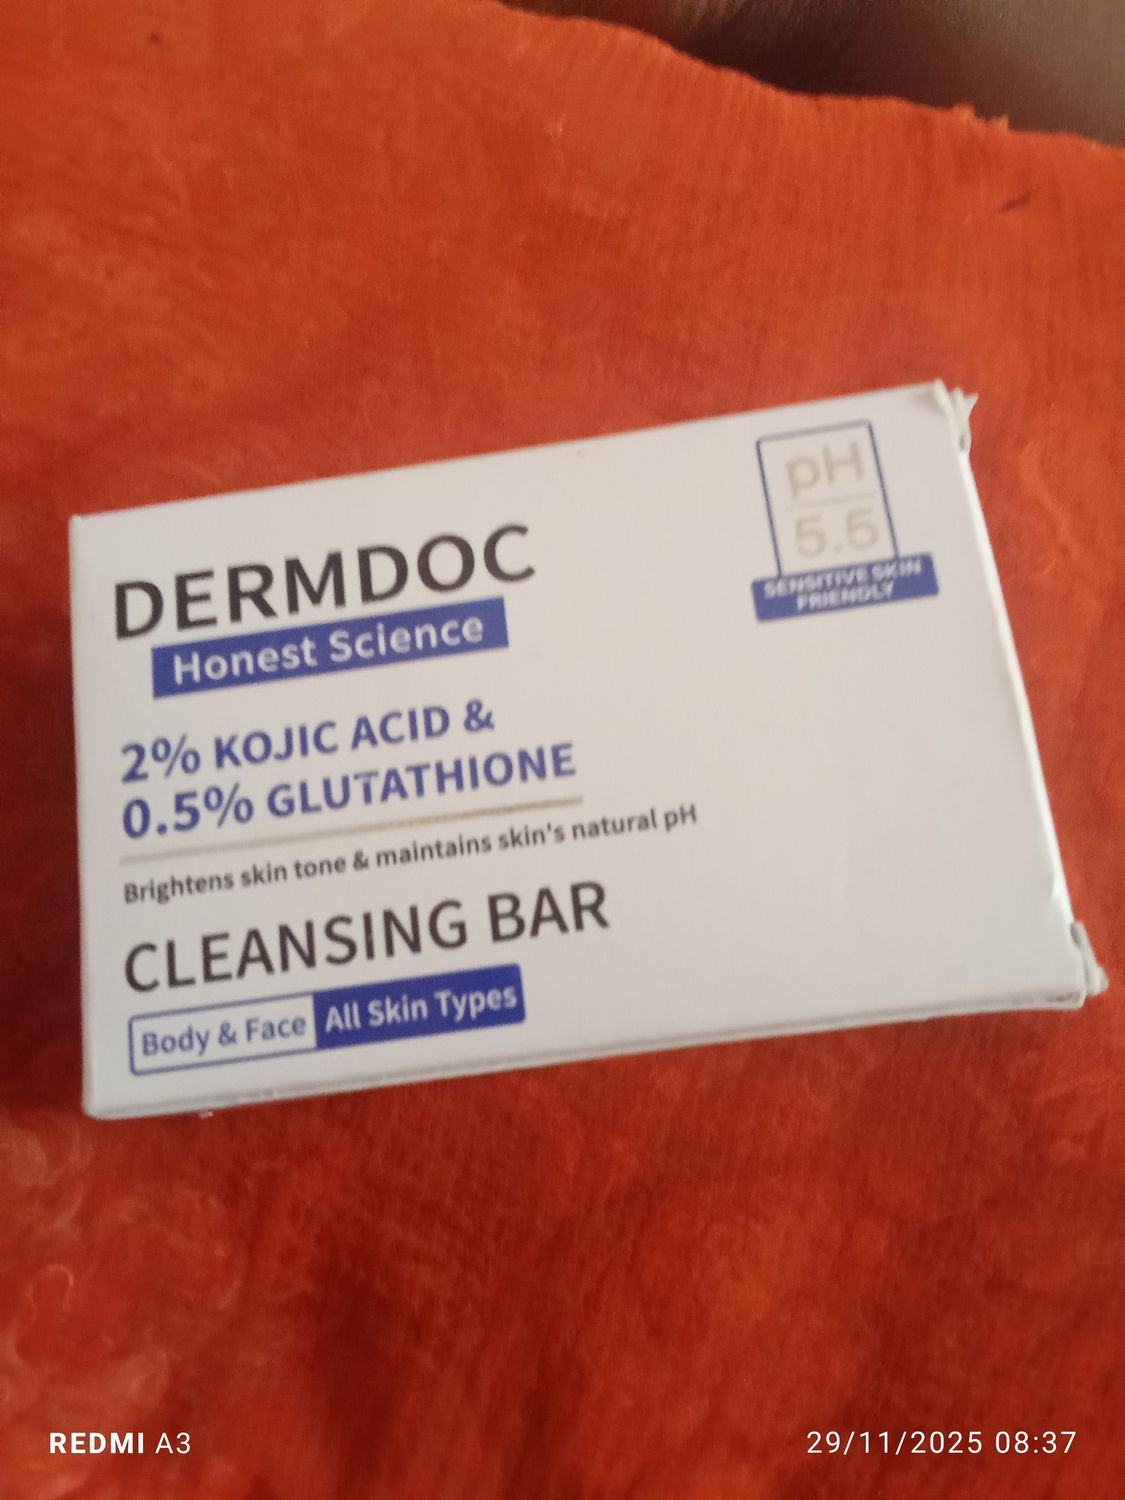 DERMDOC
Honest Science
2% KOJIC ACID &
0.5% GLUTATHIONE
Brightens skin tone & maintains skin's natural pH
CLEANSING BAR
Body & Face All Skin Types
pH
5.5
SENSITIVE SKIN
FRIENDLY
REDMI A3
29/11/2025 08:37